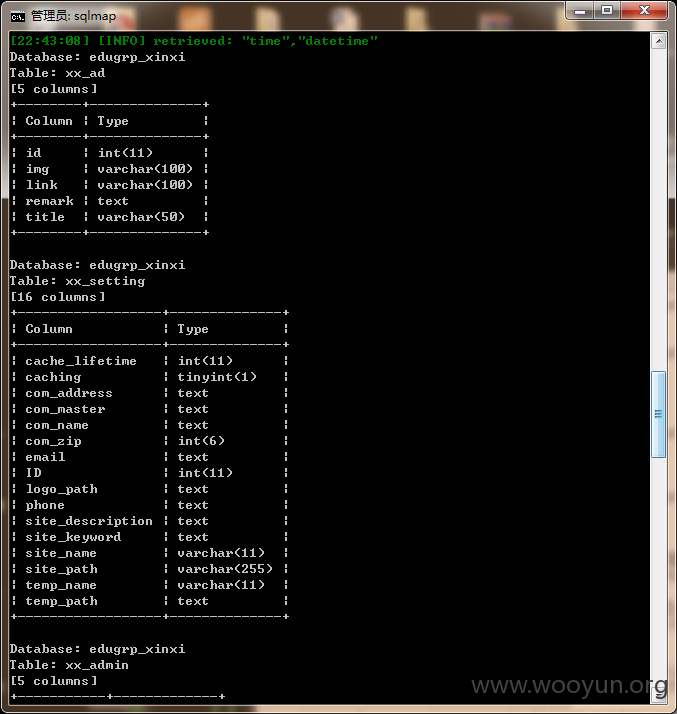 管理员: sqlmap
[22:43:08] [INFO] retrieved: "time","datetime"
Database: edugrp_xinxi
Table: xx_ad
[5 columns]
+--------+--------------+
¦ Column ¦ Type         ¦
+--------+--------------+
¦ id     ¦ int(11)      ¦
¦ img    ¦ varchar(100) ¦
¦ link   ¦ varchar(100) ¦
¦ remark ¦ text         ¦
¦ title  ¦ varchar(50)  ¦
+--------+--------------+
Database: edugrp_xinxi
Table: xx_setting
[16 columns]
+------------------+--------------+
¦ Column           ¦ Type         ¦
+------------------+--------------+
¦ cache_lifetime   ¦ int(11)      ¦
¦ caching          ¦ tinyint(1)   ¦
¦ com_address      ¦ text         ¦
¦ com_master       ¦ text         ¦
¦ com_name         ¦ text         ¦
¦ com_zip          ¦ int(6)       ¦
¦ email            ¦ text         ¦
¦ ID               ¦ int(11)      ¦
¦ logo_path        ¦ text         ¦
¦ phone            ¦ text         ¦
¦ site_description ¦ text         ¦
¦ site_keyword     ¦ text         ¦
¦ site_name        ¦ varchar(11)  ¦
¦ site_path        ¦ varchar(255) ¦
¦ temp_name        ¦ varchar(11)  ¦
¦ temp_path        ¦ text         ¦
+------------------+--------------+
Database: edugrp_xinxi
Table: xx_admin
[5 columns]
+-----------+-------------+
www.wooyun.org